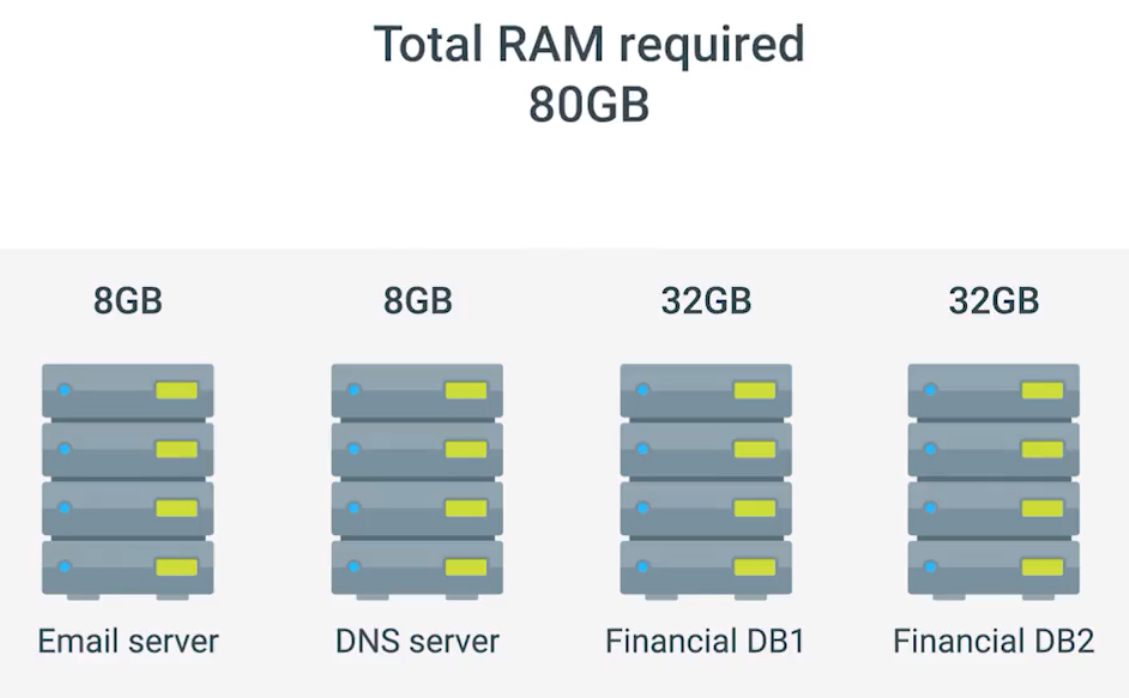 Total RAM required
80GB
8GB 8GB 32GB 32GB
Email server DNS server Financial DB1 Financial DB2